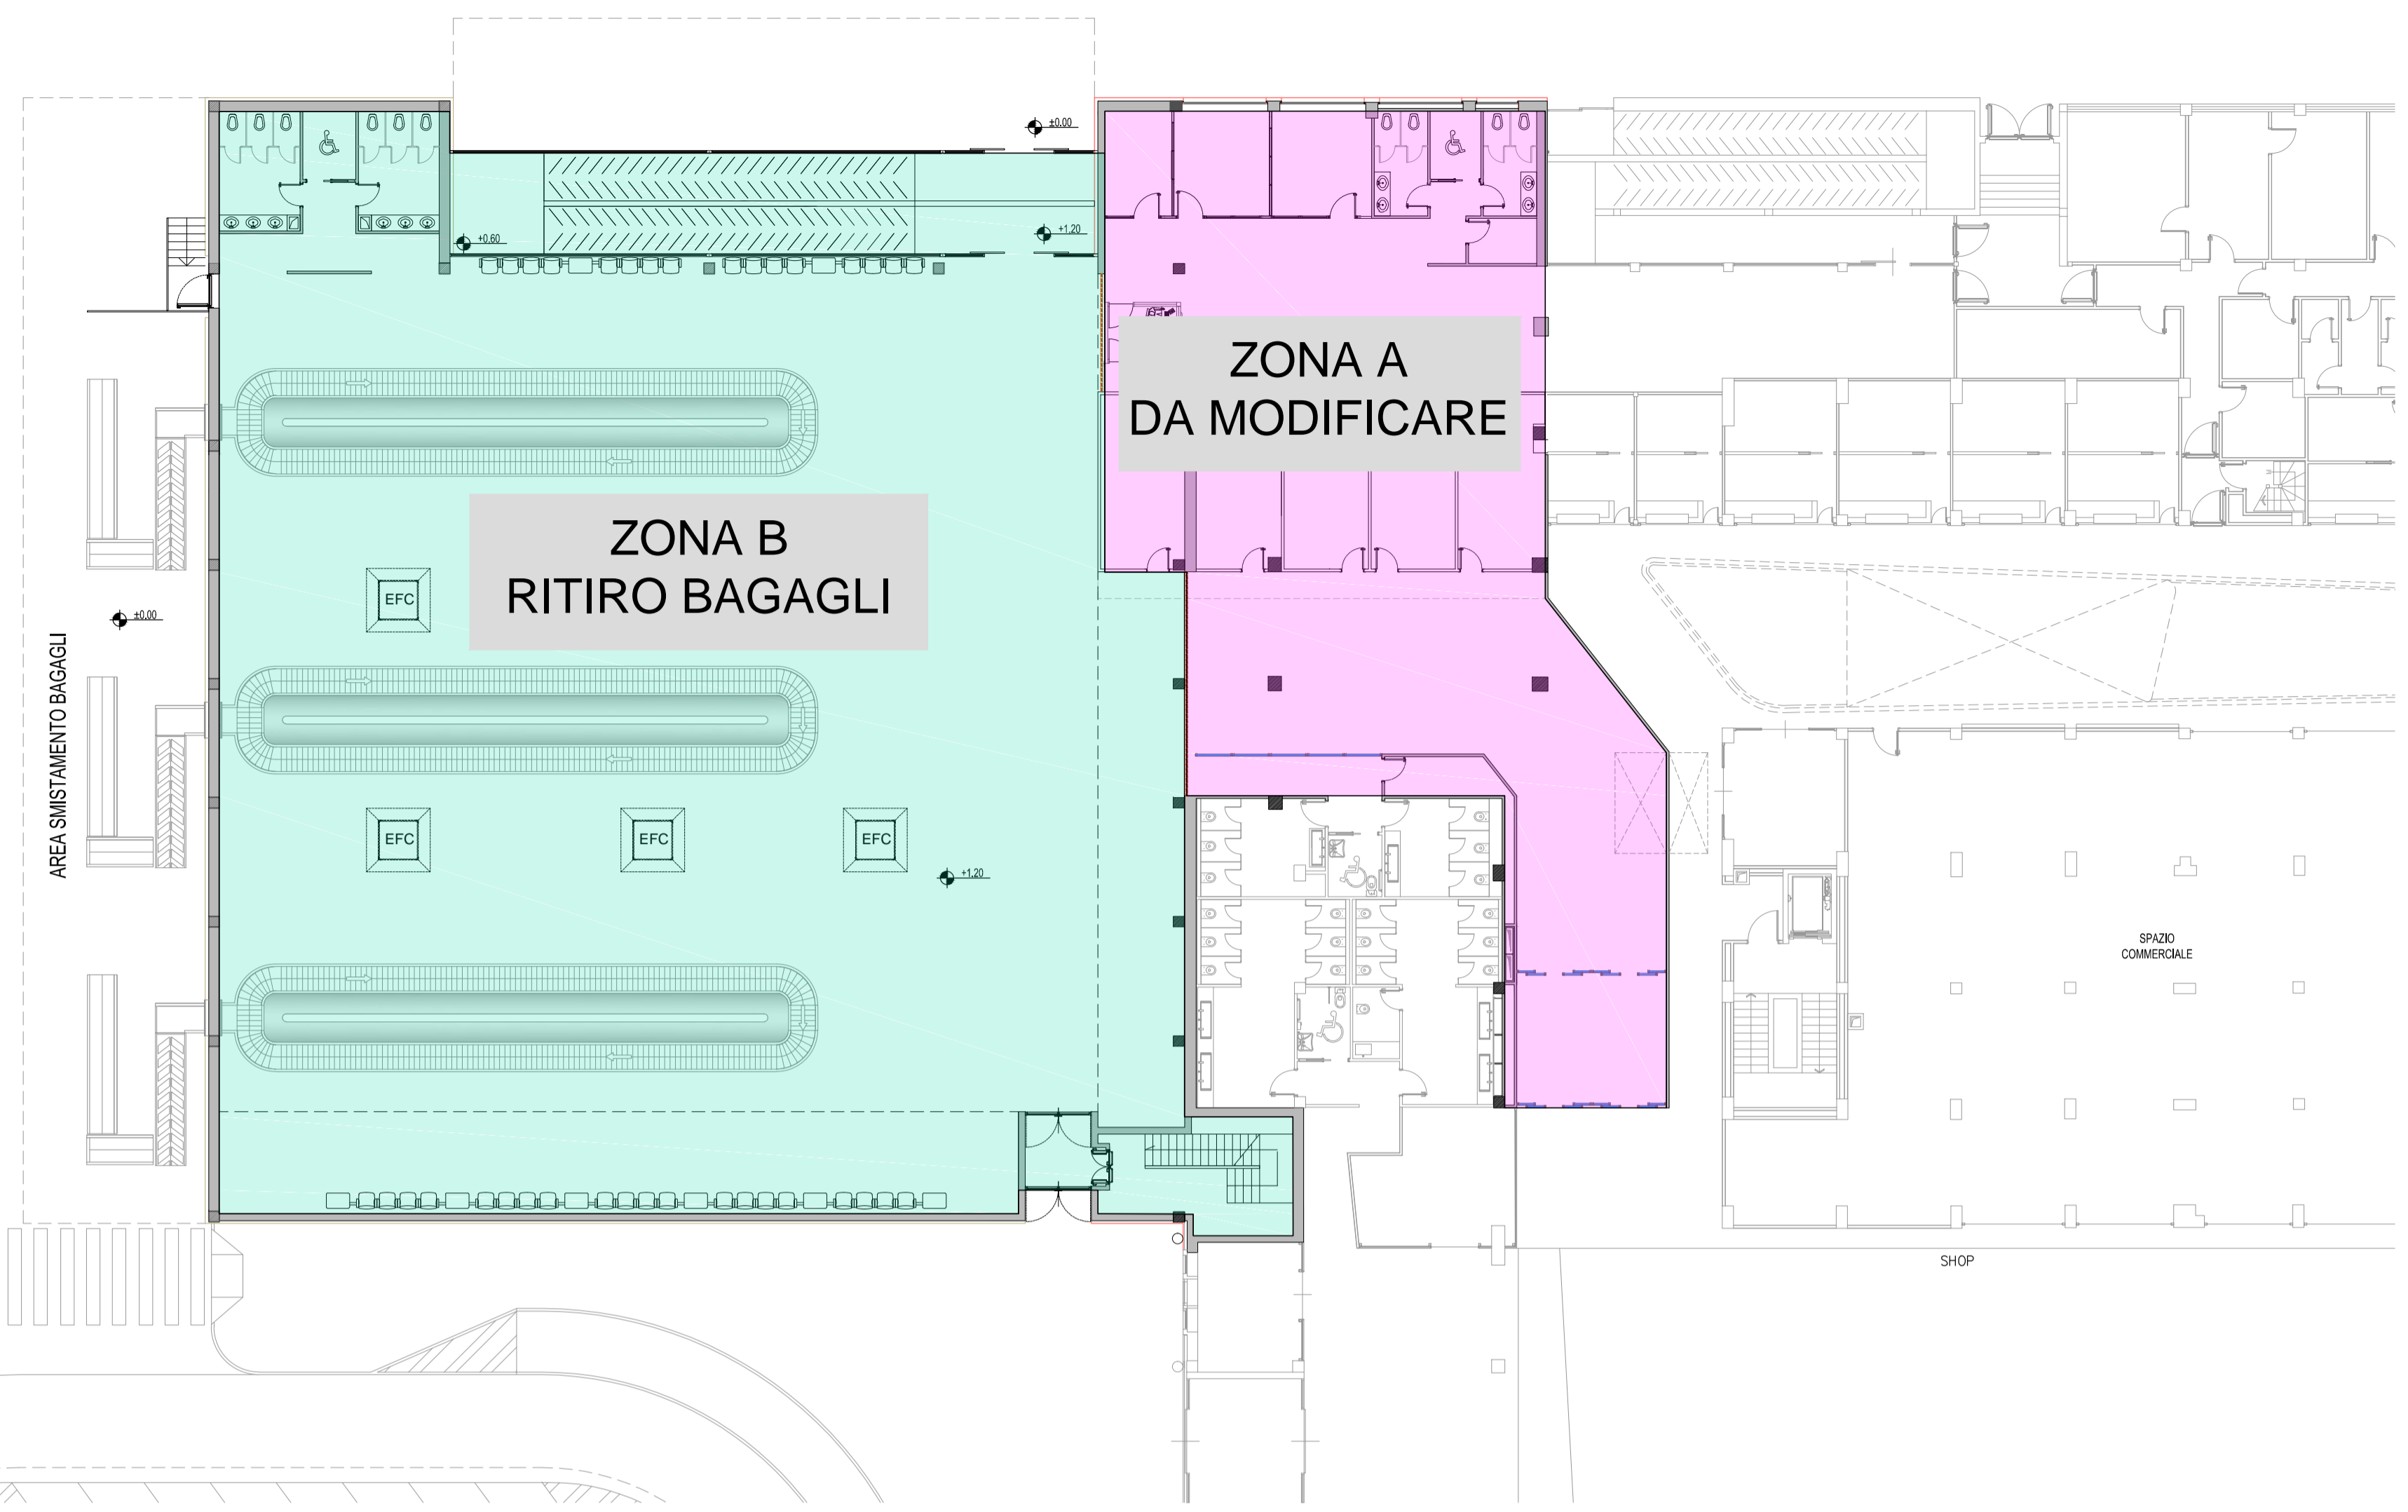 ±0.00
+0.60
+1.20
ZONA A
DA MODIFICARE
ZONA B
RITIRO BAGAGLI
EFC
±0.00
AREA SMISTAMENTO BAGAGLI
EFC
EFC
EFC
+1.20
SPAZIO
COMMERCIALE
SHOP